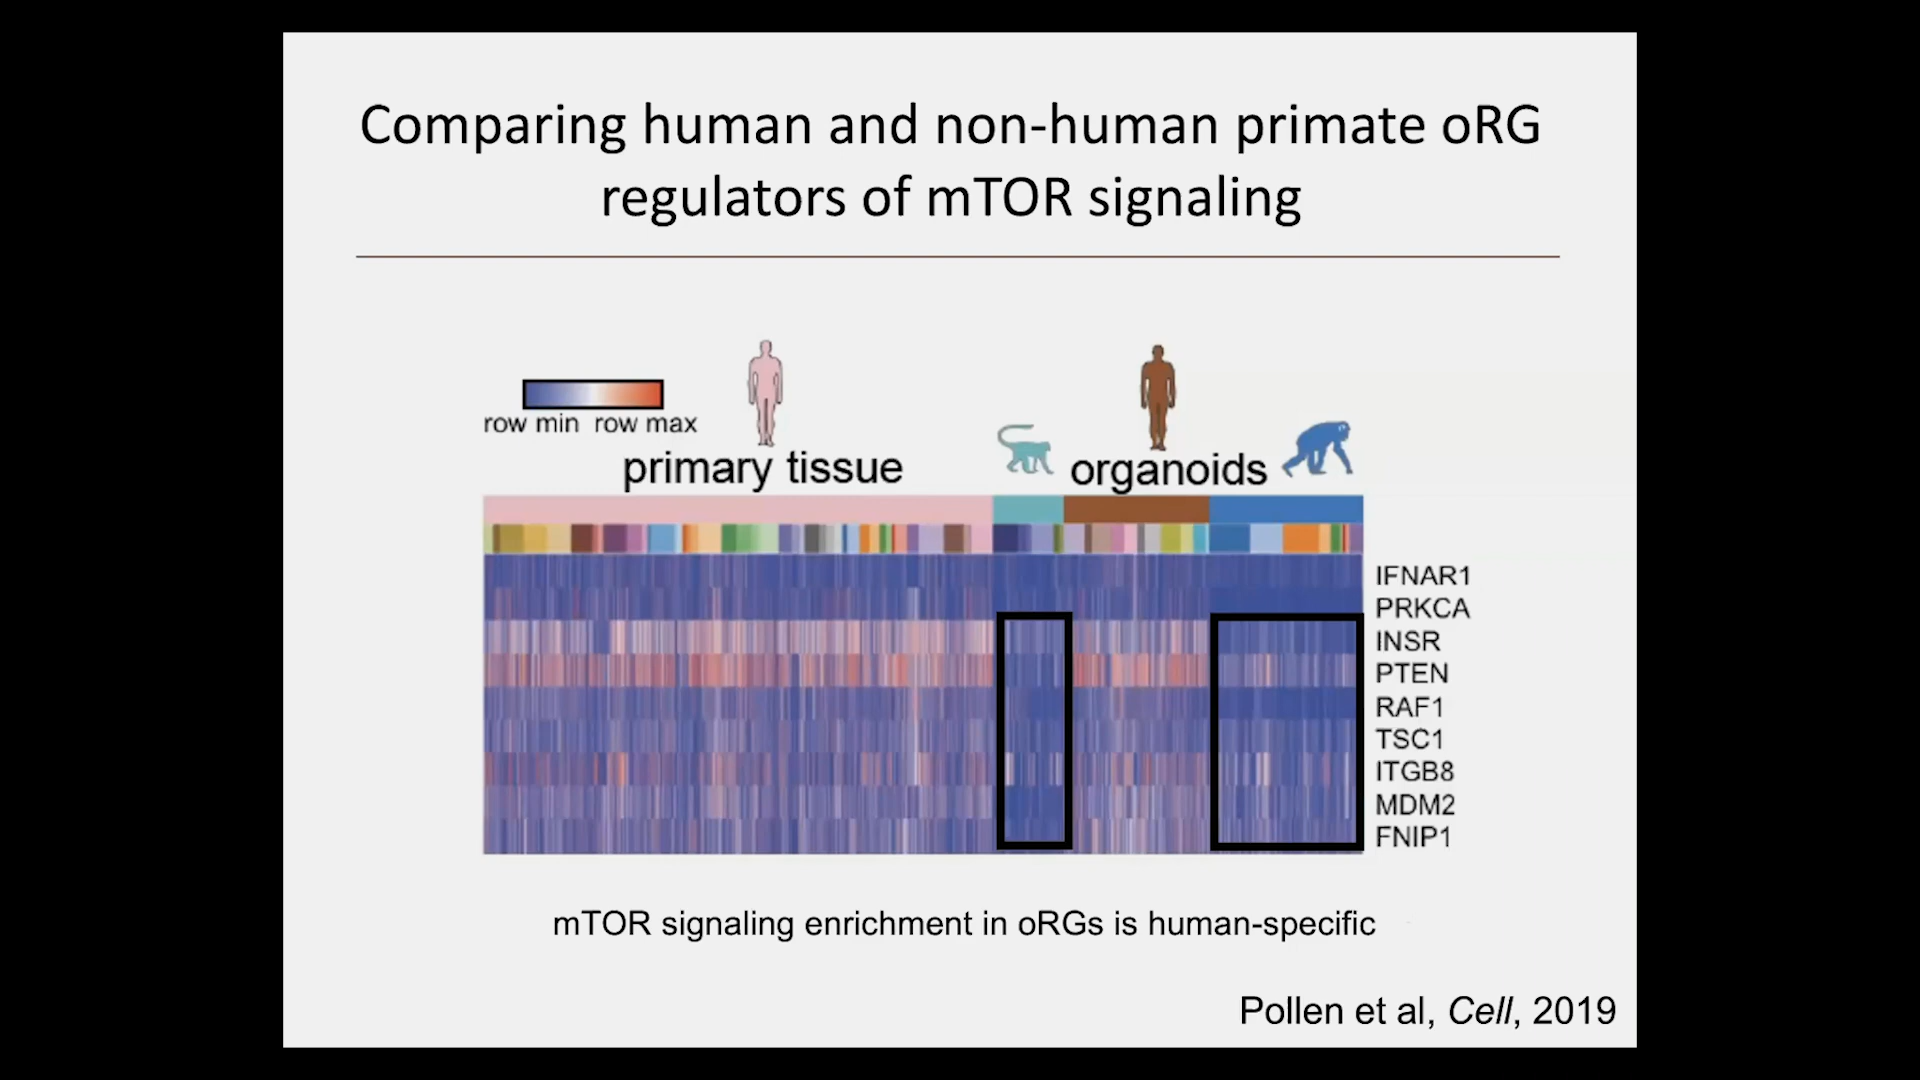 Comparing human and non-human primate oRG
regulators of mTOR signaling
row min row max
primary tissue
organoids
IFNAR1
PRKCA
INSR
PTEN
RAF1
TSC1
ITGB8
MDM2
FNIP1
mTOR signaling enrichment in oRGs is human-specific
Pollen et al, Cell, 2019